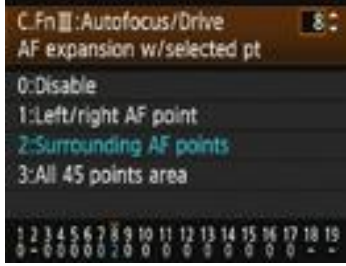 C.Fn III :Autofocus/Drive 8
AF expansion w/selected pt
0:Disable
1:Left/right AF point
2:Surrounding AF points
3:All 45 points area
1 2 3 4 5 6 7 8 9 10 11 12 13 14 15 16 17 18 19
0 - 0 0 0 0 0 2 0 0 0 0 0 0 0 0 0 - -